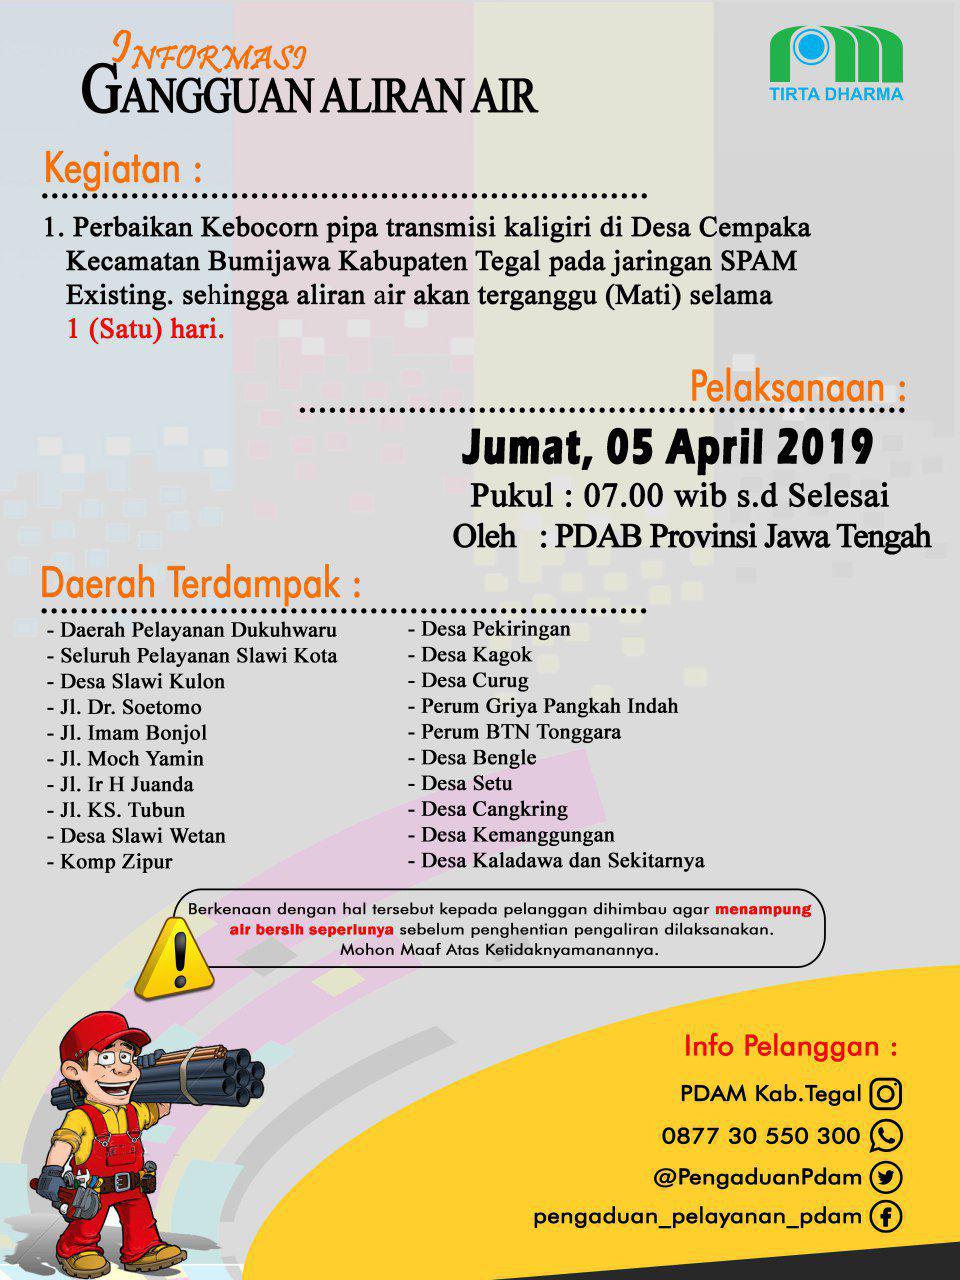 INFORMASI
GANGGUAN ALIRAN AIR
TIRTA DHARMA
Kegiatan :
1. Perbaikan Kebocorn pipa transmisi kaligiri di Desa Cempaka
Kecamatan Bumijawa Kabupaten Tegal pada jaringan SPAM
Existing. sehingga aliran air akan terganggu (Mati) selama
1 (Satu) hari.
Pelaksanaan :
Jumat, 05 April 2019
Pukul : 07.00 wib s.d Selesai
Oleh : PDAB Provinsi Jawa Tengah
Daerah Terdampak :
- Daerah Pelayanan Dukuhwaru
- Seluruh Pelayanan Slawi Kota
- Desa Slawi Kulon
- Jl. Dr. Soetomo
- Jl. Imam Bonjol
- Jl. Moch Yamin
- Jl. Ir H Juanda
- Jl. KS. Tubun
- Desa Slawi Wetan
- Komp Zipur
- Desa Pekiringan
- Desa Kagok
- Desa Curug
- Perum Griya Pangkah Indah
- Perum BTN Tonggara
- Desa Bengle
- Desa Setu
- Desa Cangkring
- Desa Kemanggungan
- Desa Kaladawa dan Sekitarnya
Berkenaan dengan hal tersebut kepada pelanggan dihimbau agar menampung
air bersih seperlunya sebelum penghentian pengaliran dilaksanakan.
Mohon Maaf Atas Ketidaknyamanannya.
Info Pelanggan :
PDAM Kab.Tegal
0877 30 550 300
@PengaduanPdam
pengaduan_pelayanan_pdam